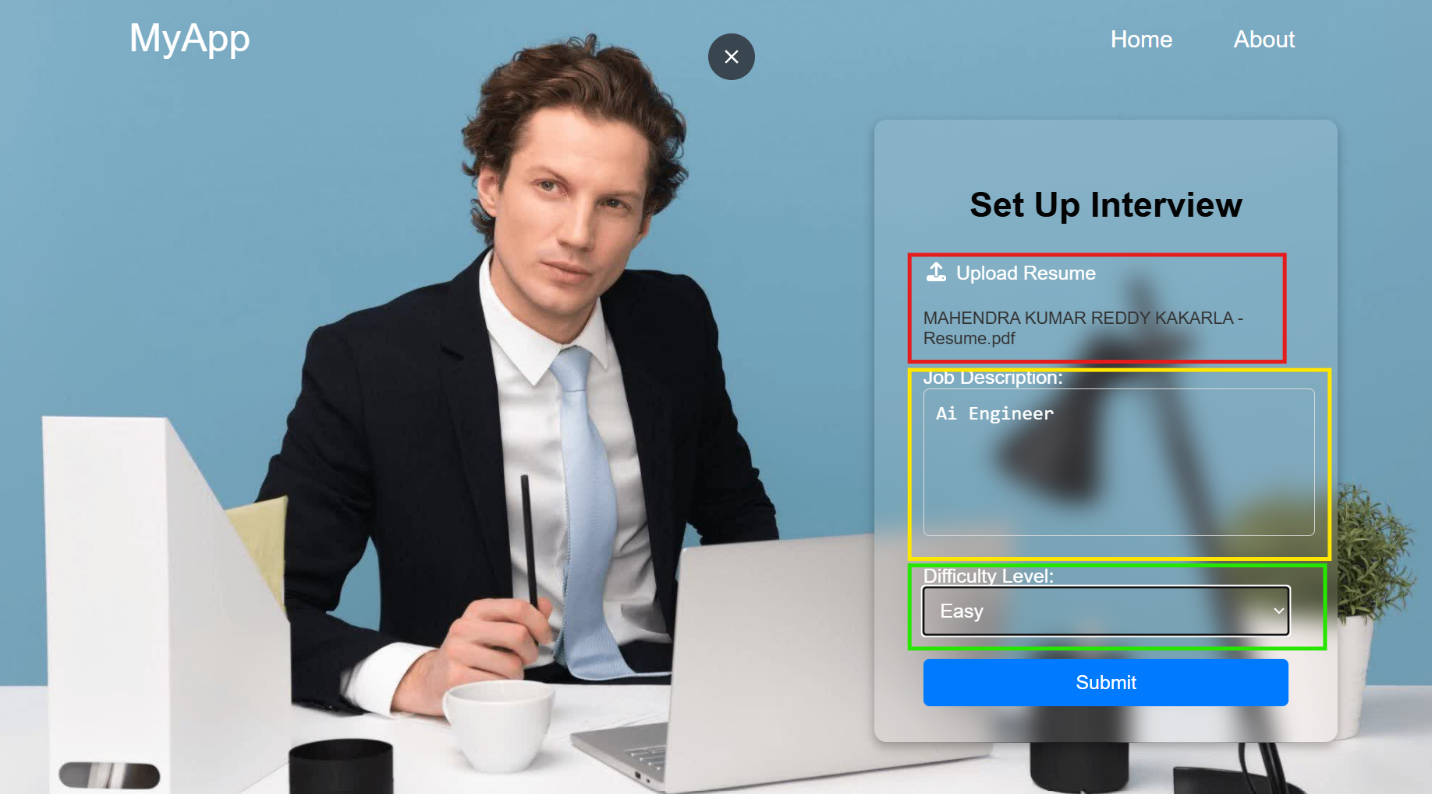 MyApp
Home
About
Set Up Interview
Upload Resume
MAHENDRA KUMAR REDDY KAKARLA -
Resume.pdf
Job Description:
Ai Engineer
Difficulty Level:
Easy
Submit